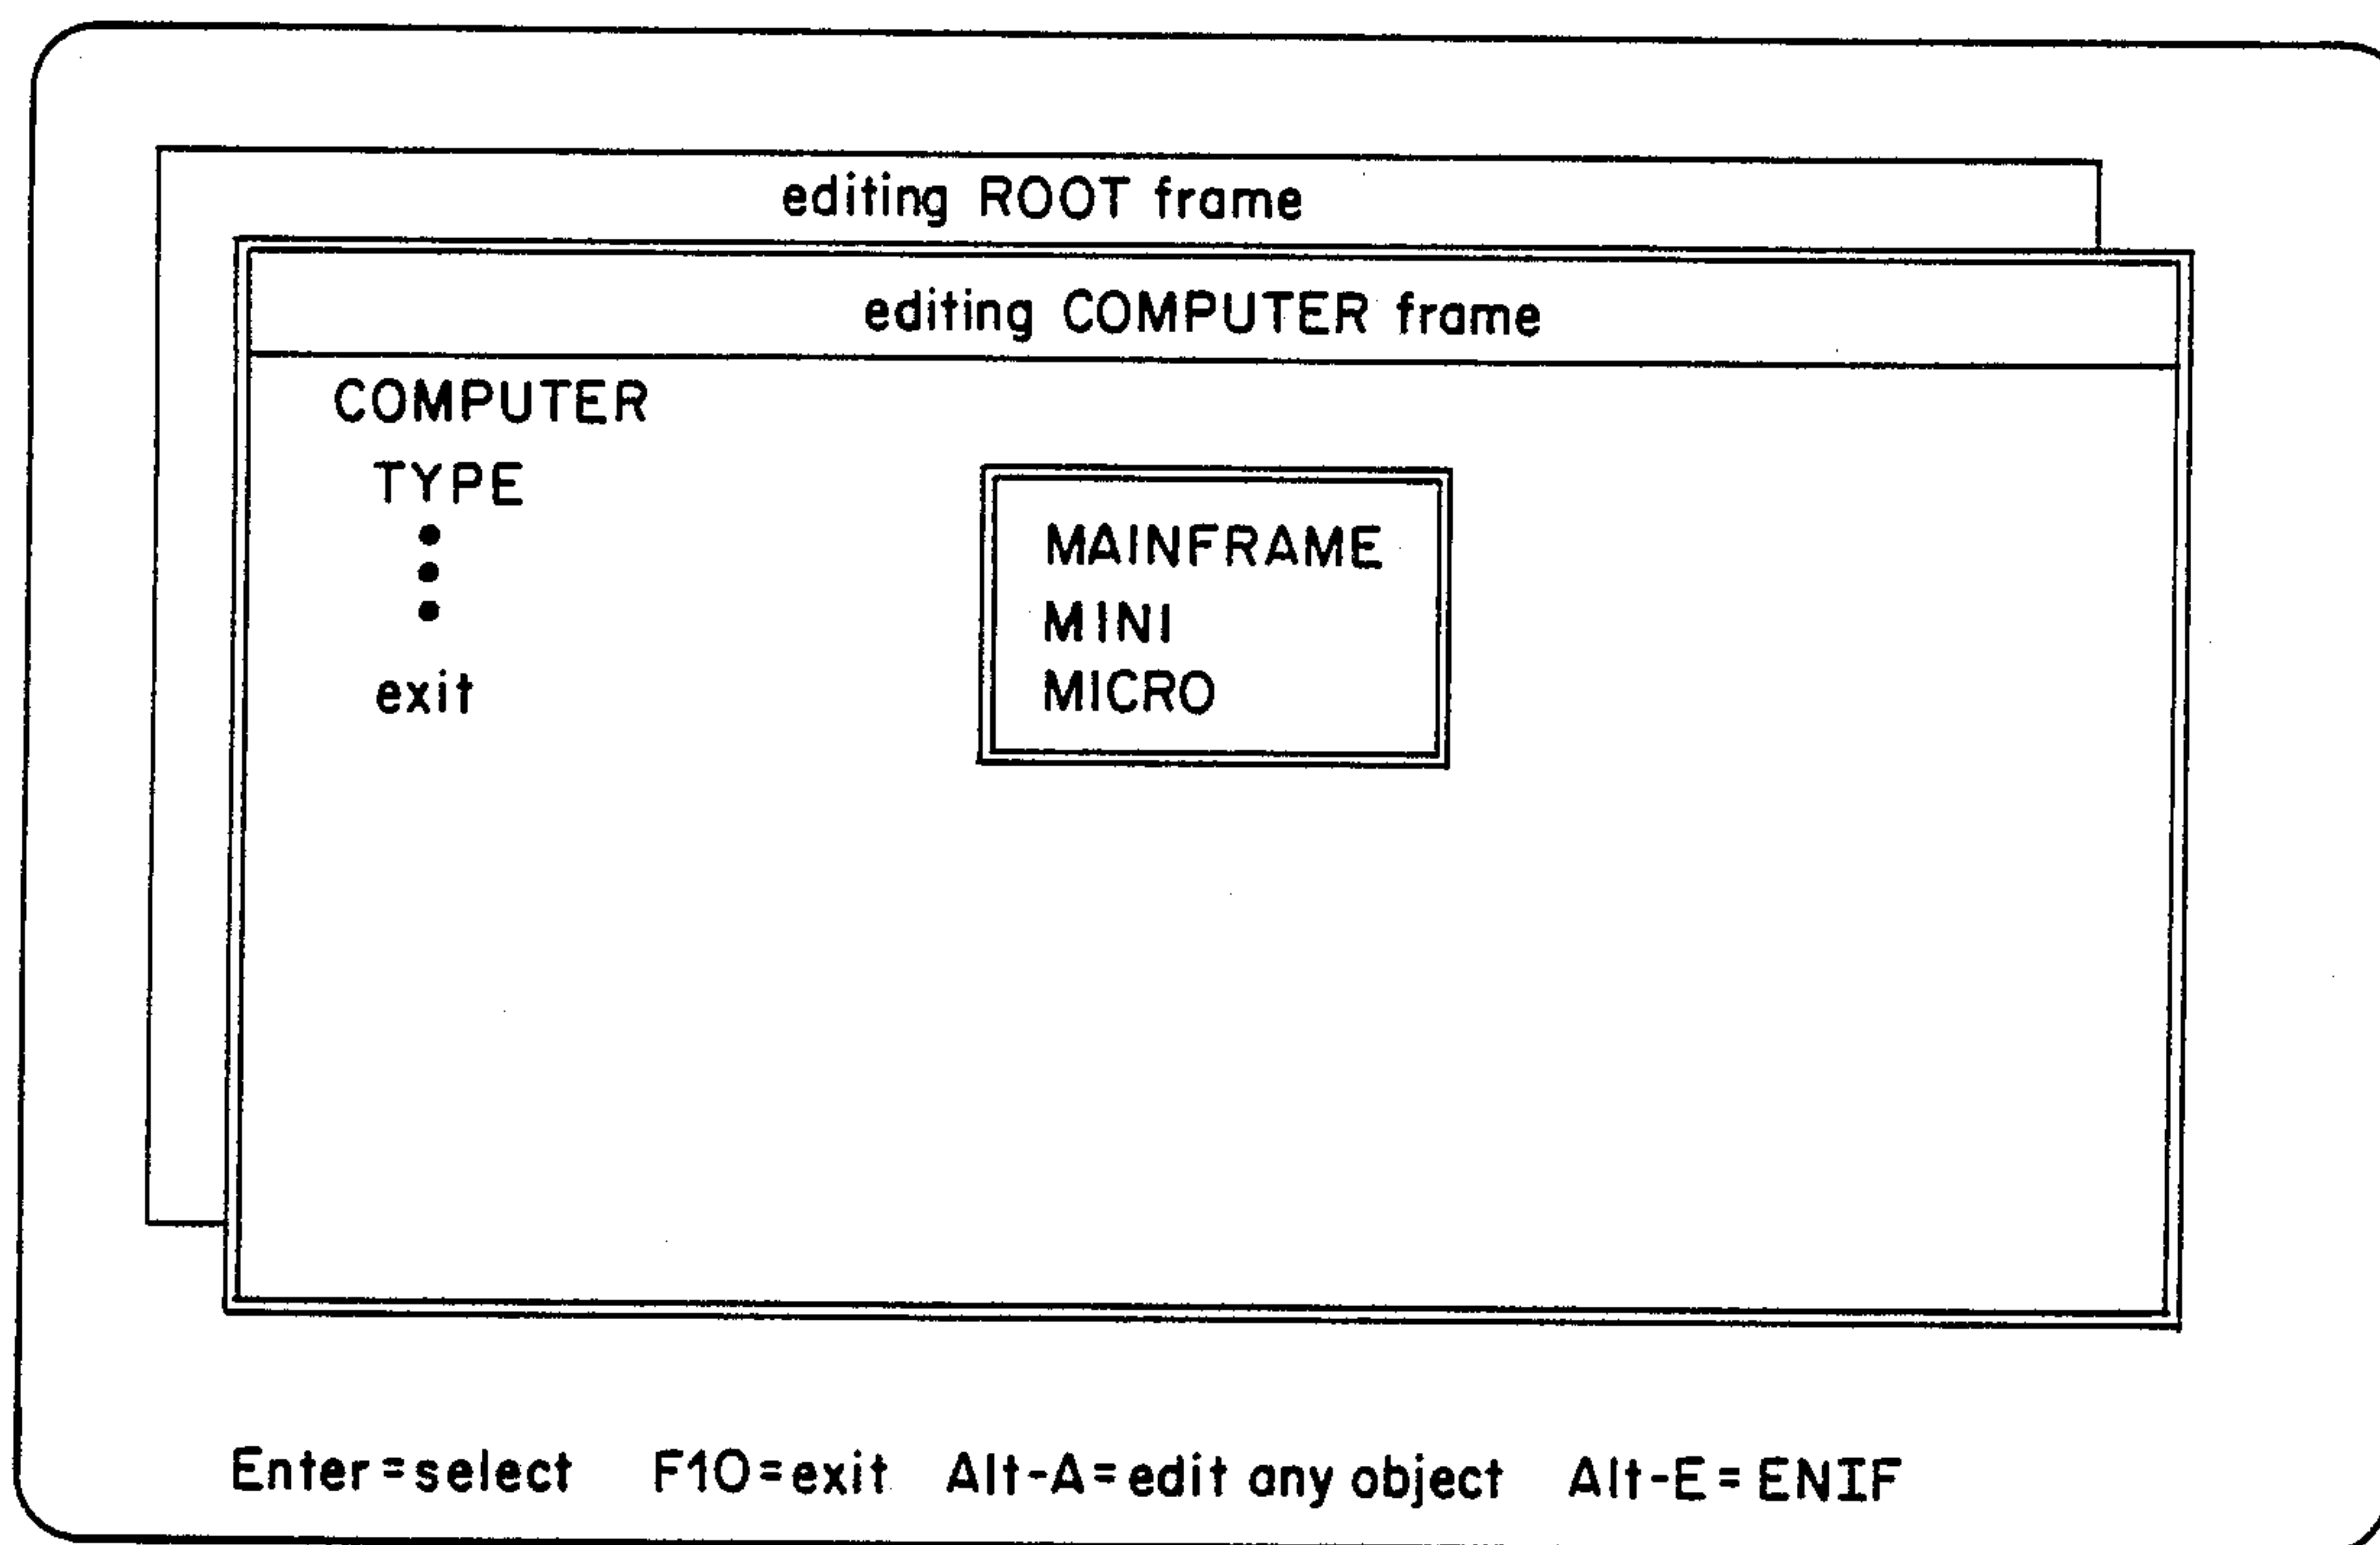 editing ROOT frame
editing COMPUTER frame
COMPUTER
TYPE
exit
MAINFRAME
MINI
MICRO
Enter=select F10=exit Alt-A=edit any object Alt-E=ENIF